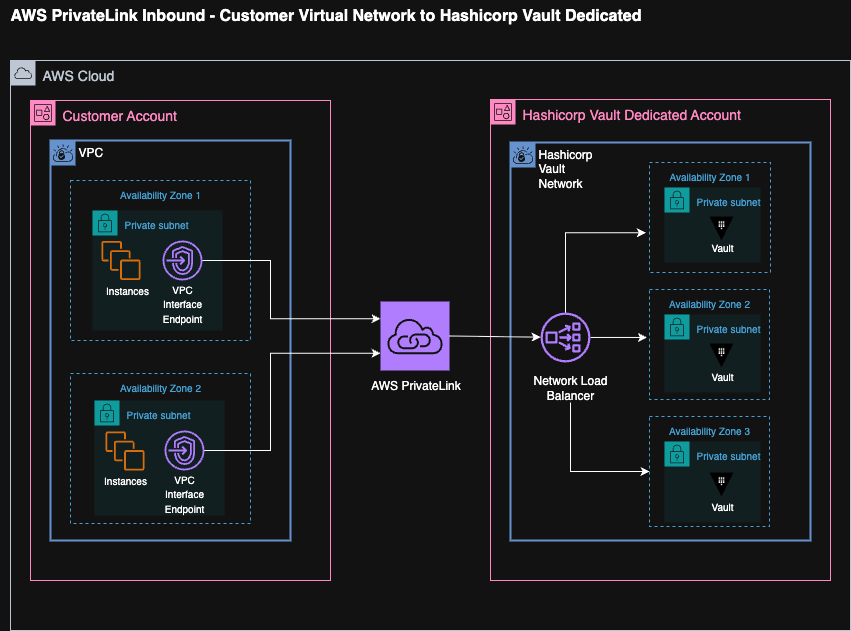 AWS PrivateLink Inbound - Customer Virtual Network to Hashicorp Vault Dedicated
AWS Cloud
Customer Account
VPC
Availability Zone 1
Private subnet
Instances
VPC
Interface
Endpoint
Availability Zone 2
Private subnet
Instances
VPC
Interface
Endpoint
AWS PrivateLink
Hashicorp Vault Dedicated Account
Hashicorp
Vault
Network
Network Load
Balancer
Availability Zone 1
Private subnet
Vault
Availability Zone 2
Private subnet
Vault
Availability Zone 3
Private subnet
Vault